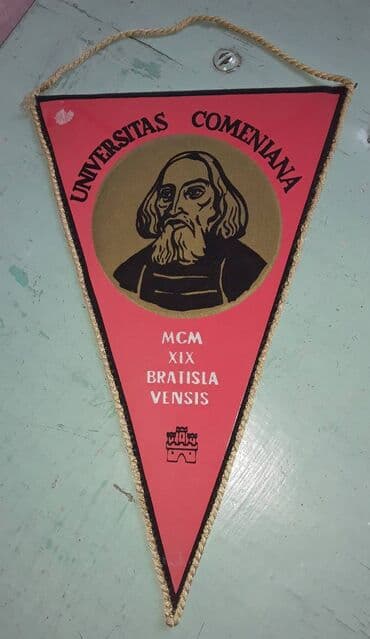 UNIVERSITAS COMENIANA
MCM
XIX
BRATISLA
VENSIS